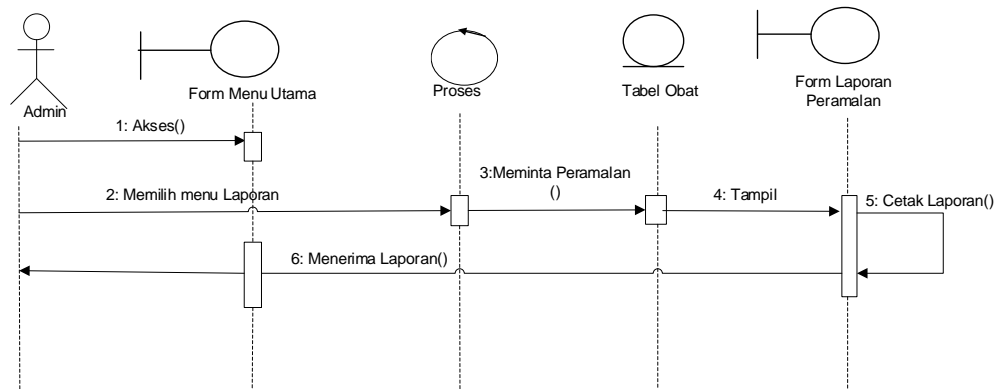 Admin
Form Menu Utama
Proses
Tabel Obat
Form Laporan
Peramalan
1: Akses()
2: Memilih menu Laporan
3:Meminta Peramalan
()
4: Tampil
5: Cetak Laporan()
6: Menerima Laporan()